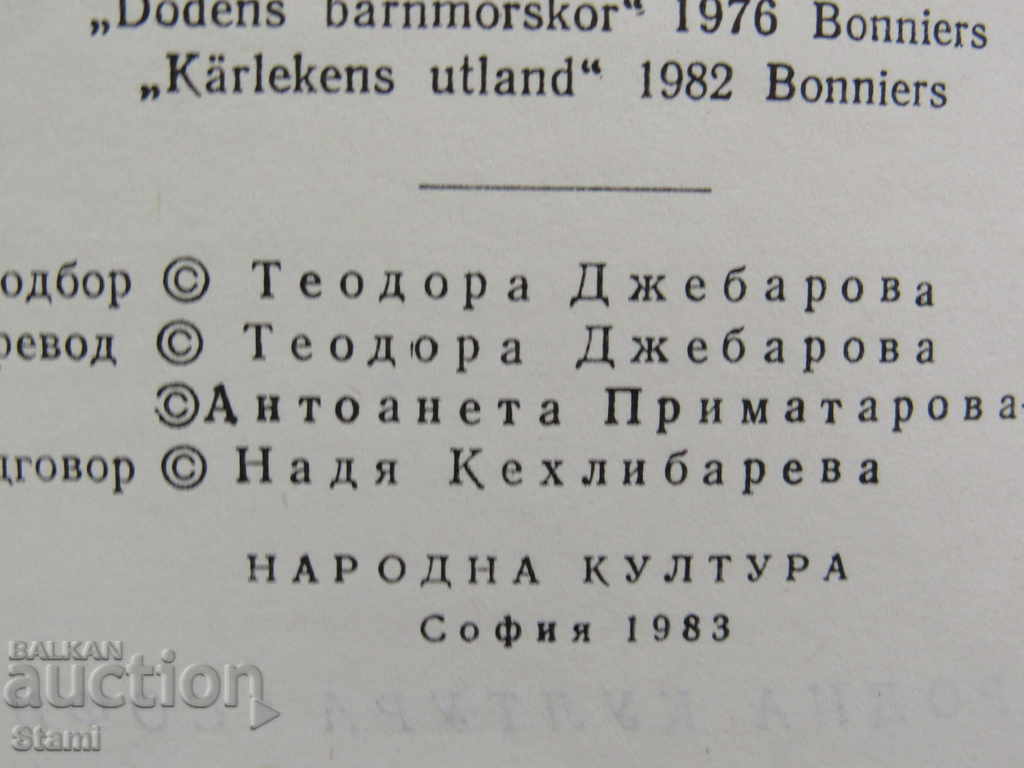 „Dödens barnmorskor“ 1976 Bonniers
„Kärlekens utland“ 1982 Bonniers
одбор © Теодора Джебарова
ревод © Теодора Джебарова
© Антоанета Приматарова-
дговор © Надя Кехлибарева
НАРОДНА КУЛТУРА
София 1983
BALKAN
auction
Stami